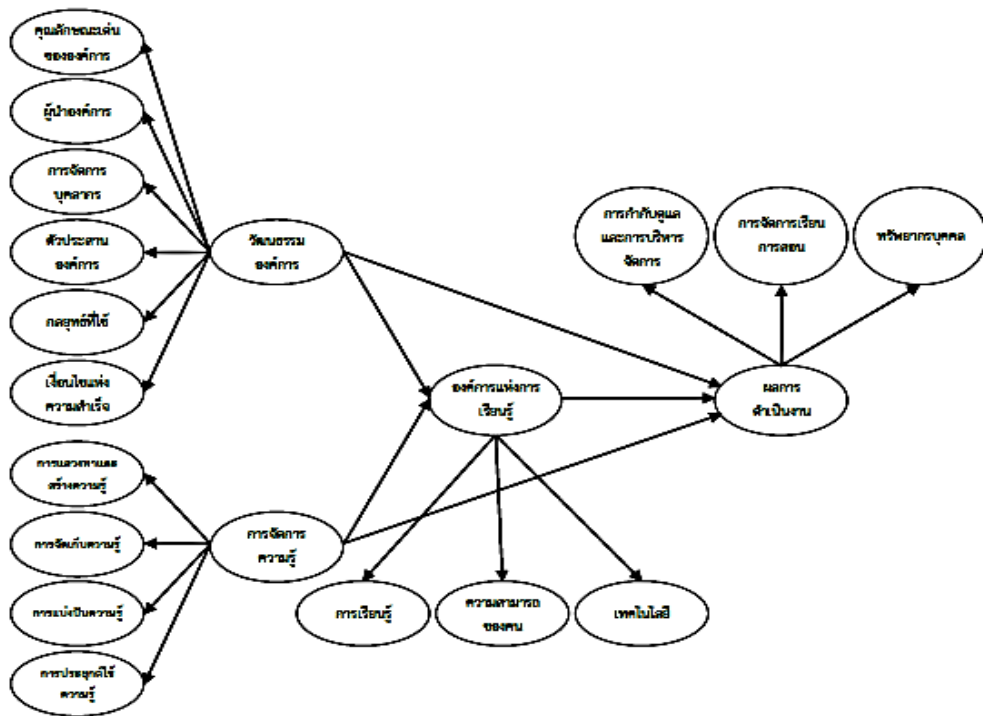 คุณลักษณะเด่น
ขององค์การ
ผู้นำองค์การ
การจัดการ
บุคลากร
ตัวประสาน
องค์การ
กลยุทธ์ที่ใช้
เงื่อนไขแห่ง
ความสำเร็จ
วัฒนธรรม
องค์การ
การกำกับดูแล
และการบริหาร
จัดการ
การจัดการเรียน
การสอน
ทรัพยากรบุคคล
องค์การแห่งการ
เรียนรู้
ผลการ
ดำเนินงาน
การแสวงหาและ
สร้างความรู้
การจัดเก็บความรู้
การแบ่งปันความรู้
การประยุกต์ใช้
ความรู้
การจัดการ
ความรู้
การเรียนรู้
ความสามารถ
ของคน
เทคโนโลยี